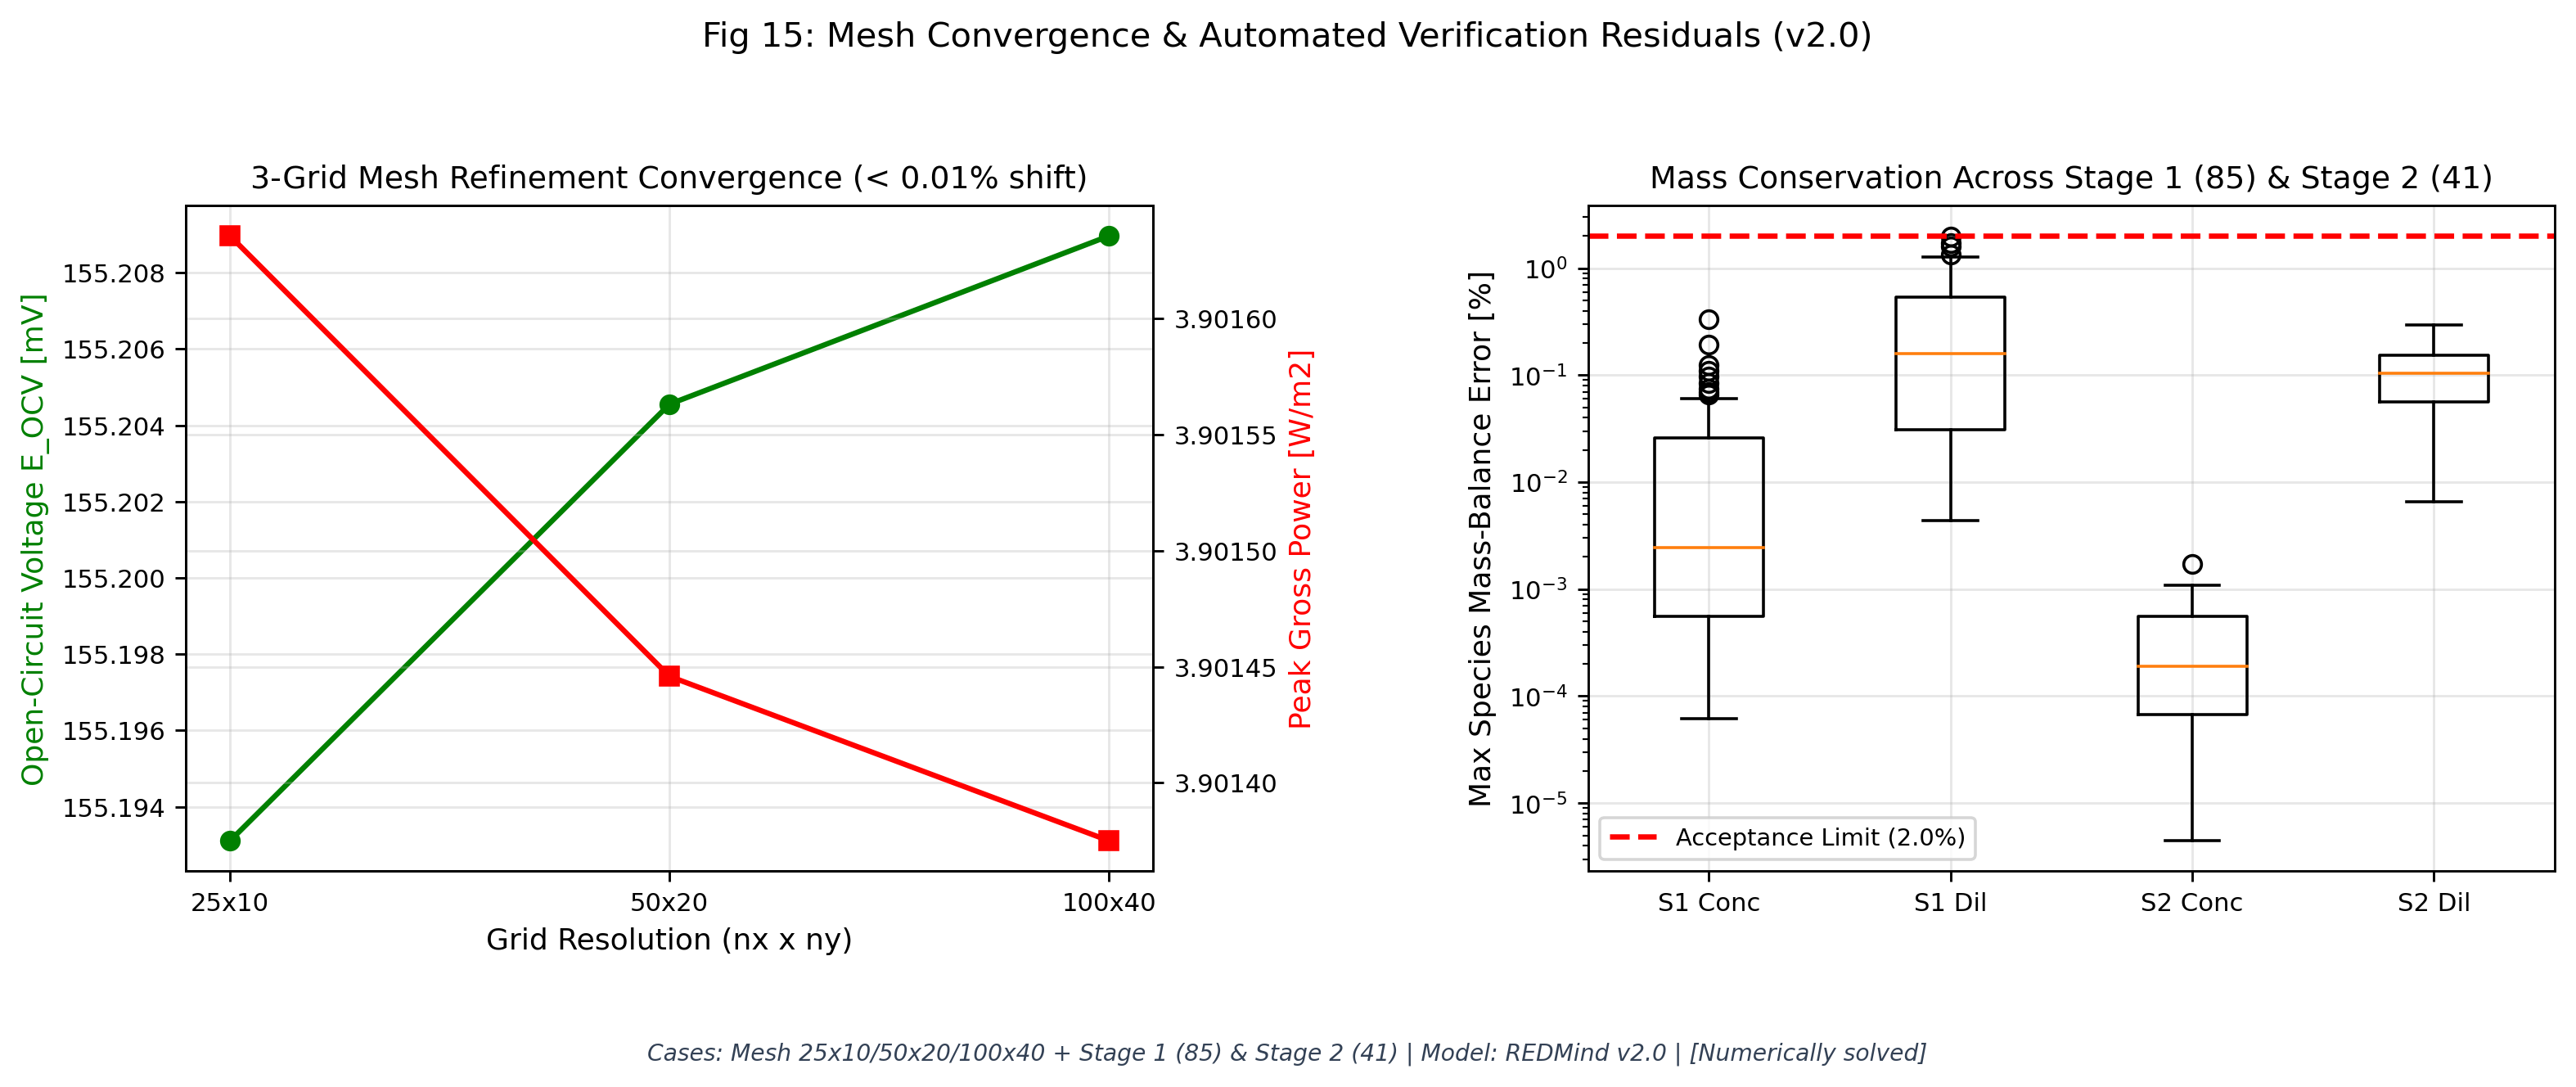 Fig 15: Mesh Convergence & Automated Verification Residuals (v2.0)
3-Grid Mesh Refinement Convergence (< 0.01% shift)
Open-Circuit Voltage E_OCV [mV]
155.208
155.206
155.204
155.202
155.200
155.198
155.196
155.194
25x10
50x20
100x40
Grid Resolution (nx x ny)
3.90160
3.90155
3.90150
3.90145
3.90140
Peak Gross Power [W/m2]
Mass Conservation Across Stage 1 (85) & Stage 2 (41)
Max Species Mass-Balance Error [%]
10⁰
10⁻¹
10⁻²
10⁻³
10⁻⁴
10⁻⁵
Acceptance Limit (2.0%)
S1 Conc
S1 Dil
S2 Conc
S2 Dil
Cases: Mesh 25x10/50x20/100x40 + Stage 1 (85) & Stage 2 (41) | Model: REDMind v2.0 | [Numerically solved]